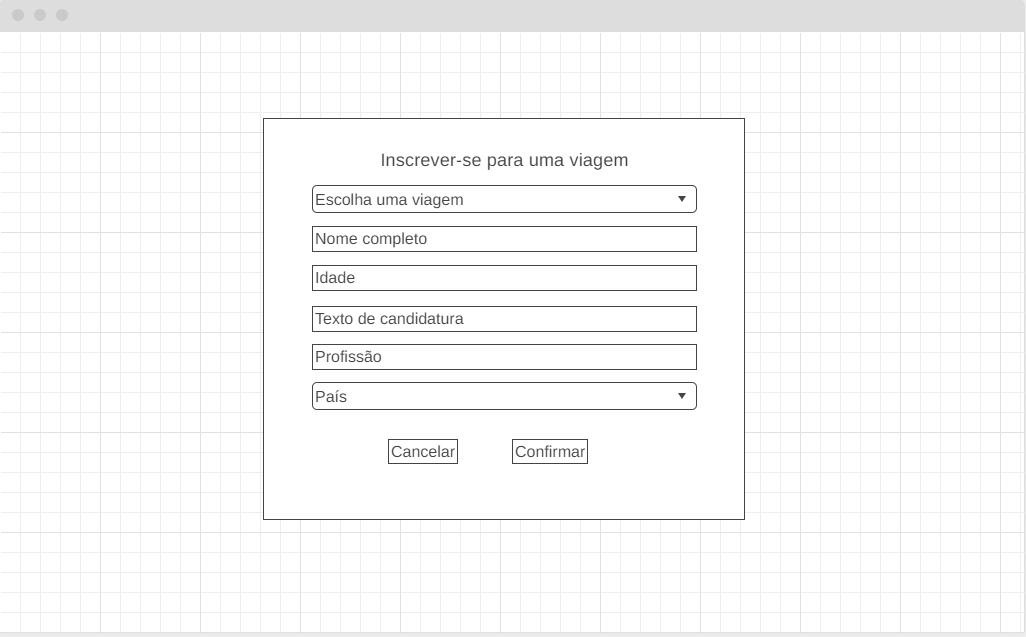 Inscrever-se para uma viagem
Escolha uma viagem
Nome completo
Idade
Texto de candidatura
Profissão
País
Cancelar Confirmar